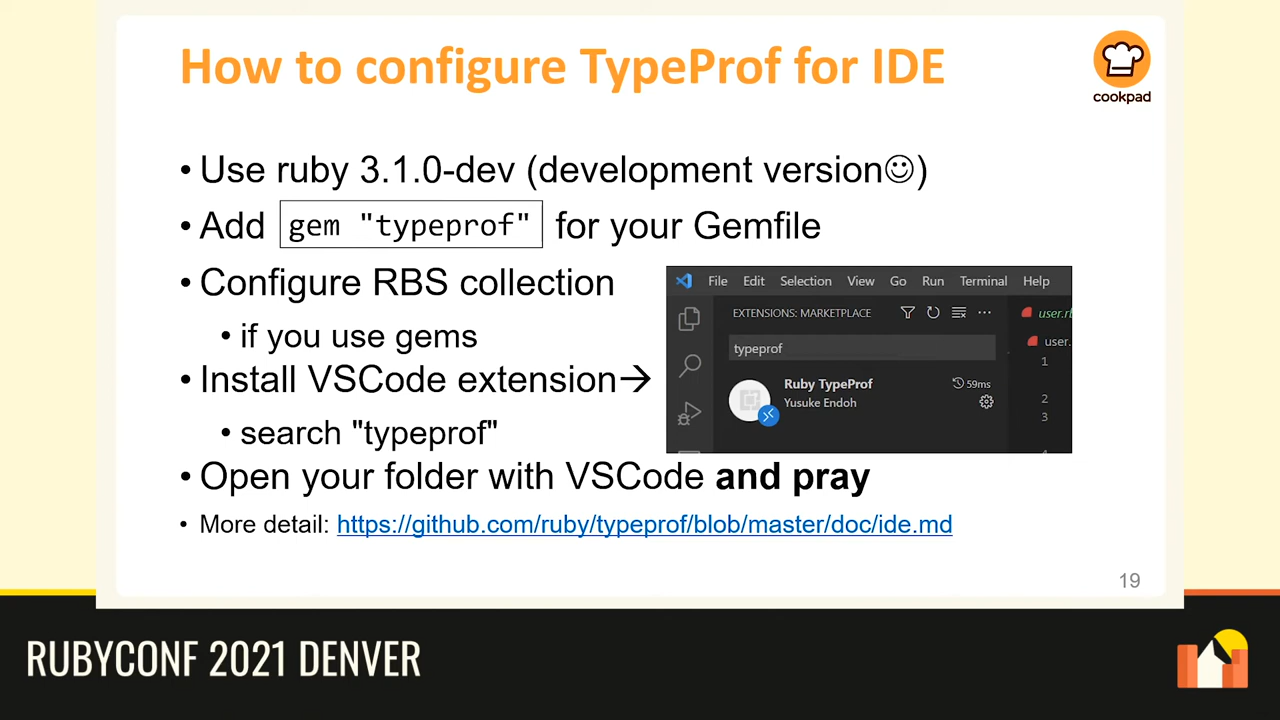 How to configure TypeProf for IDE
cookpad
• Use ruby 3.1.0-dev (development version☺)
• Add gem "typeprof" for your Gemfile
• Configure RBS collection
• if you use gems
• Install VSCode extension→
• search "typeprof"
File Edit Selection View Go Run Terminal Help
EXTENSIONS: MARKETPLACE
typeprof
Ruby TypeProf 59ms
Yusuke Endoh
user.rb
user.
1
2
3
• Open your folder with VSCode and pray
• More detail: https://github.com/ruby/typeprof/blob/master/doc/ide.md
19
RUBYCONF 2021 DENVER